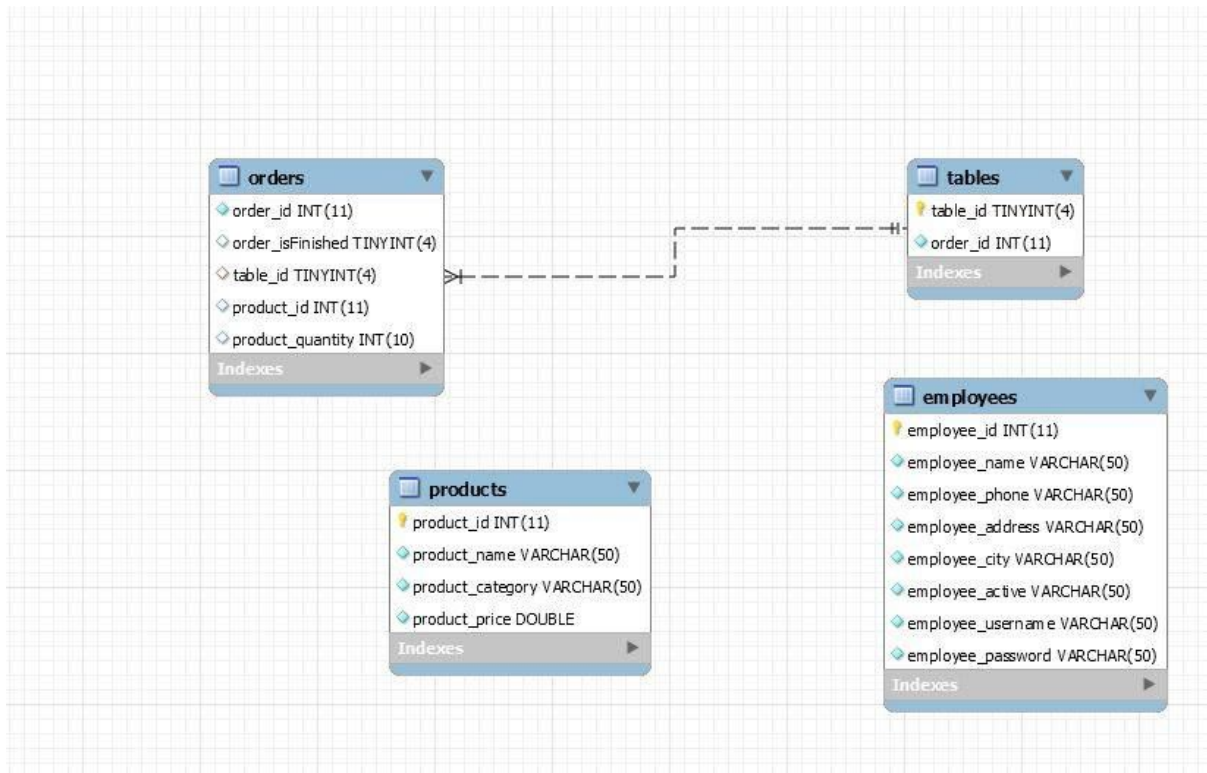 orders
order_id INT(11)
order_isFinished TINYINT(4)
table_id TINYINT(4)
product_id INT(11)
product_quantity INT(10)
Indexes
tables
table_id TINYINT(4)
order_id INT(11)
Indexes
products
product_id INT(11)
product_name VARCHAR(50)
product_category VARCHAR(50)
product_price DOUBLE
Indexes
employees
employee_id INT(11)
employee_name VARCHAR(50)
employee_phone VARCHAR(50)
employee_address VARCHAR(50)
employee_city VARCHAR(50)
employee_active VARCHAR(50)
employee_username VARCHAR(50)
employee_password VARCHAR(50)
Indexes